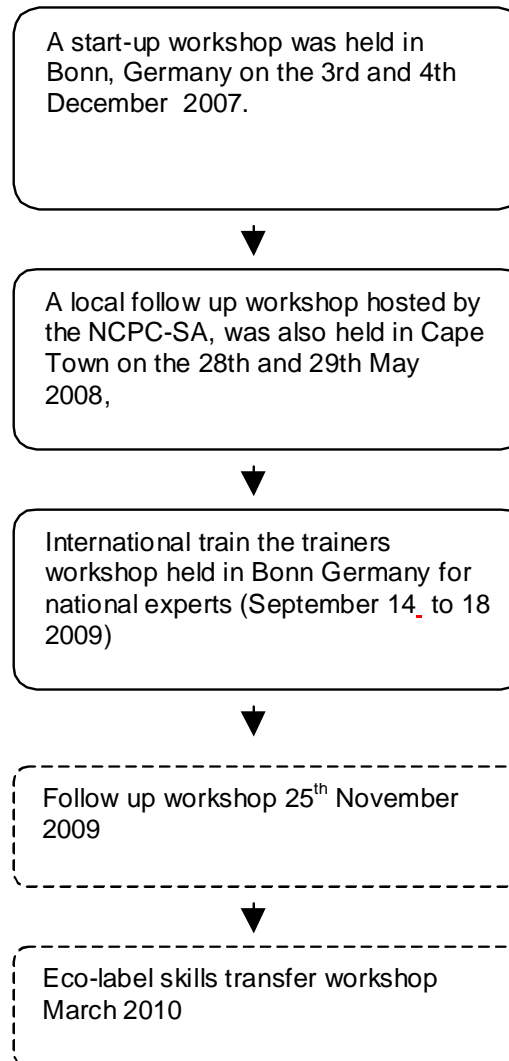 A start-up workshop was held in
Bonn, Germany on the 3rd and 4th
December  2007.
A local follow up workshop hosted by
the NCPC-SA, was also held in Cape
Town on the 28th and 29th May
2008,
International train the trainers
workshop held in Bonn Germany for
national experts (September 14_ to 18
2009)
Follow up workshop 25th November
2009
Eco-label skills transfer workshop
March 2010